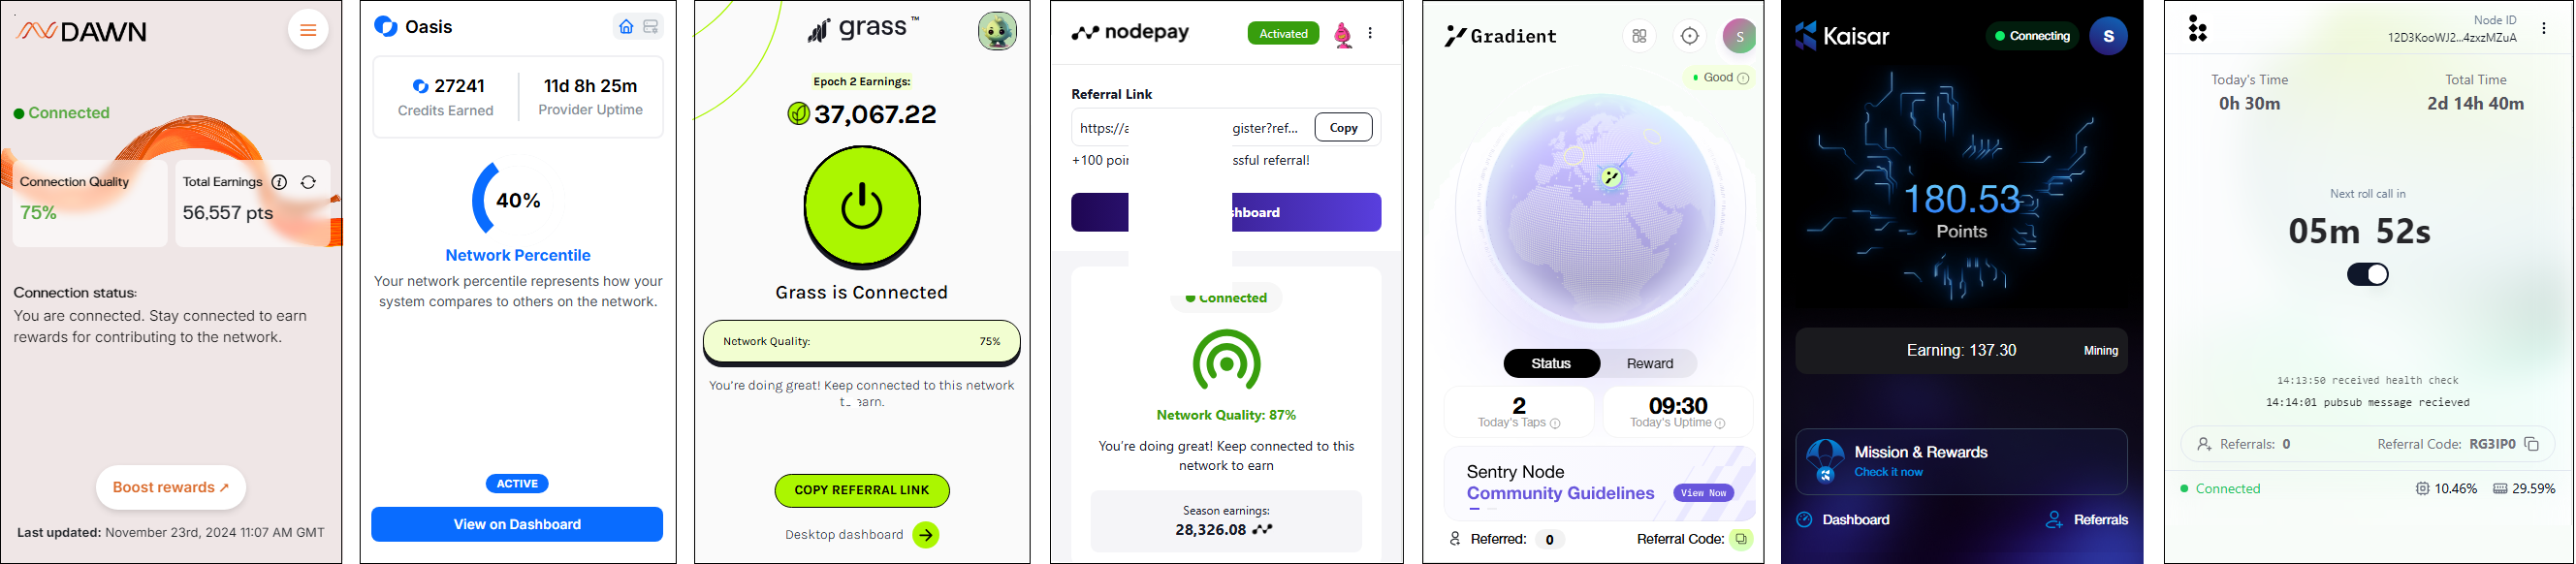 DAWN
Connected
Connection Quality
75%
Total Earnings
56,557 pts
Connection status:
You are connected. Stay connected to earn
rewards for contributing to the network.
Boost rewards ↗
Last updated: November 23rd, 2024 11:07 AM GMT
Oasis
27241
Credits Earned
11d 8h 25m
Provider Uptime
40%
Network Percentile
Your network percentile represents how your
system compares to others on the network.
ACTIVE
View on Dashboard
grass™
Epoch 2 Earnings:
37,067.22
Grass is Connected
Network Quality: 75%
You're doing great! Keep connected to this network
earn.
COPY REFERRAL LINK
Desktop dashboard
nodepay
Activated
Referral Link
https://a gister?ref...
Copy
+100 poin ssful referral!
shboard
Connected
Network Quality: 87%
You're doing great! Keep connected to this
network to earn
Season earnings:
28,326.08
Gradient
S
Good
Status
Reward
2
Today's Taps
09:30
Today's Uptime
Sentry Node
Community Guidelines
View Now
Referred: 0
Referral Code:
Kaisar
Connecting
S
180.53
Points
Earning: 137.30
Mining
Mission & Rewards
Check it now
Dashboard
Referrals
Node ID
12D3KooWJ2...4zxzMZuA
Today's Time
0h 30m
Total Time
2d 14h 40m
Next roll call in
05m 52s
14:13:50 received health check
14:14:01 pubsub message recieved
Referrals: 0
Referral Code: RG3IP0
Connected
10.46%
29.59%